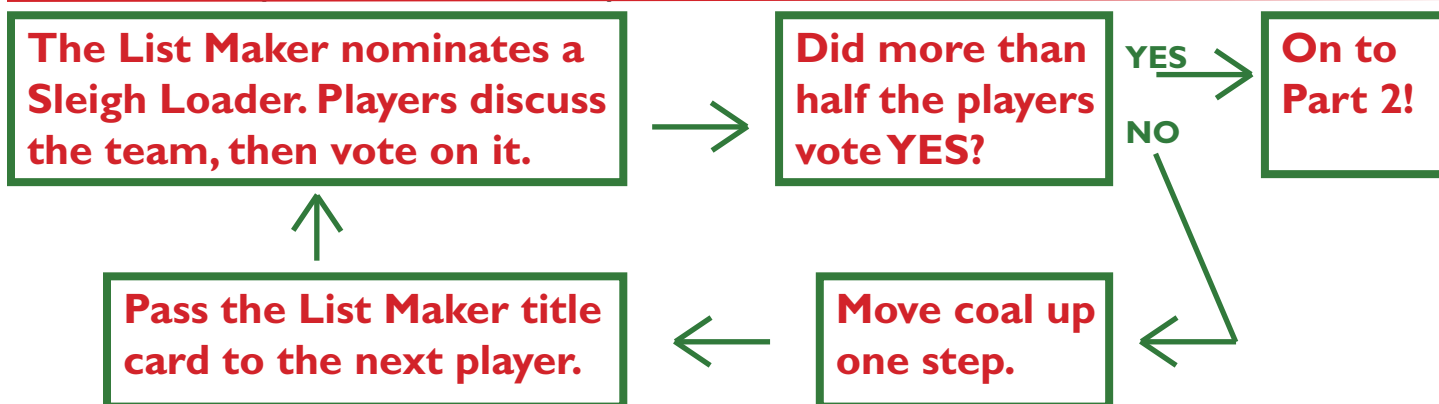 The List Maker nominates a
Sleigh Loader. Players discuss
the team, then vote on it.
Did more than
half the players
vote YES?
YES
NO
On to
Part 2!
Move coal up
one step.
Pass the List Maker title
card to the next player.